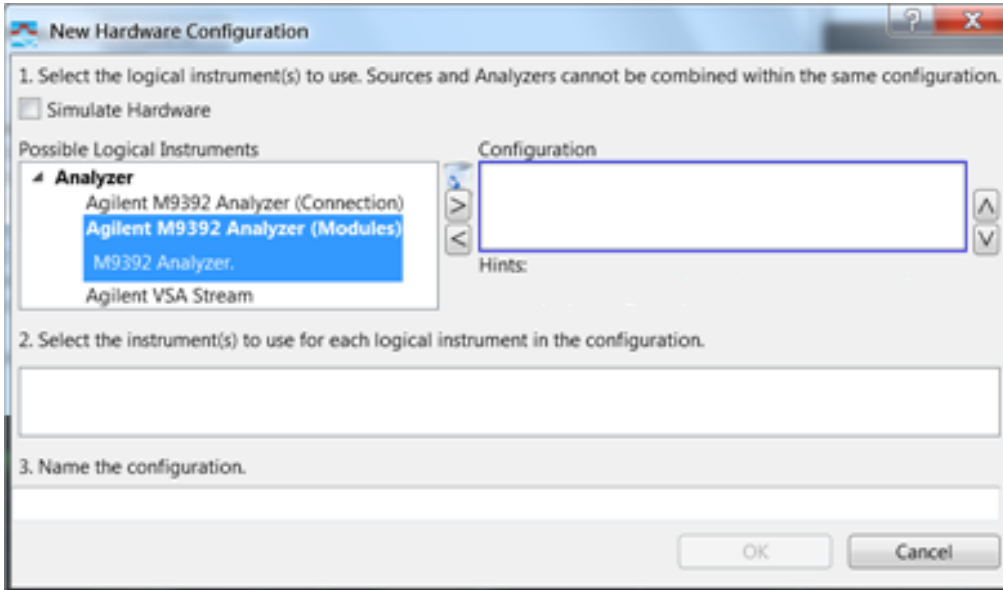 New Hardware Configuration
1. Select the logical instrument(s) to use. Sources and Analyzers cannot be combined within the same configuration.
Simulate Hardware
Possible Logical Instruments
Configuration
Analyzer
Agilent M9392 Analyzer (Connection)
Agilent M9392 Analyzer (Modules)
M9392 Analyzer.
Agilent VSA Stream
>
<
Hints:
2. Select the instrument(s) to use for each logical instrument in the configuration.
3. Name the configuration.
OK
Cancel